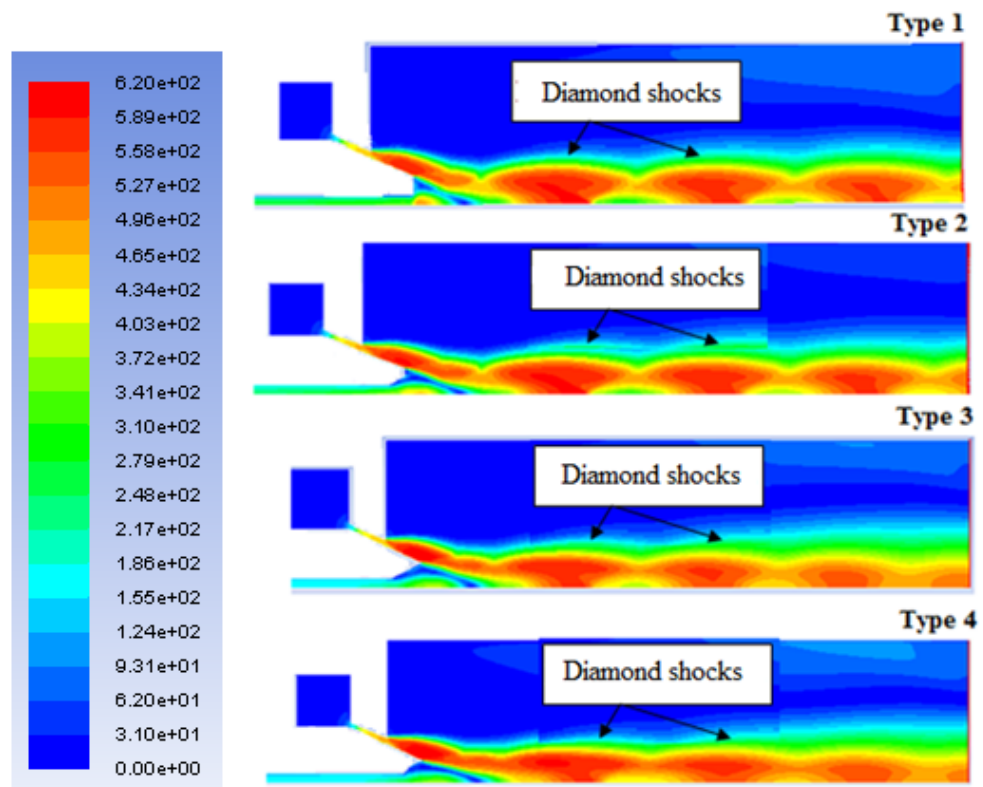 6.20e+02
5.89e+02
5.58e+02
5.27e+02
4.96e+02
4.65e+02
4.34e+02
4.03e+02
3.72e+02
3.41e+02
3.10e+02
2.79e+02
2.48e+02
2.17e+02
1.86e+02
1.55e+02
1.24e+02
9.31e+01
6.20e+01
3.10e+01
0.00e+00
Type 1
Diamond shocks
Type 2
Diamond shocks
Type 3
Diamond shocks
Type 4
Diamond shocks